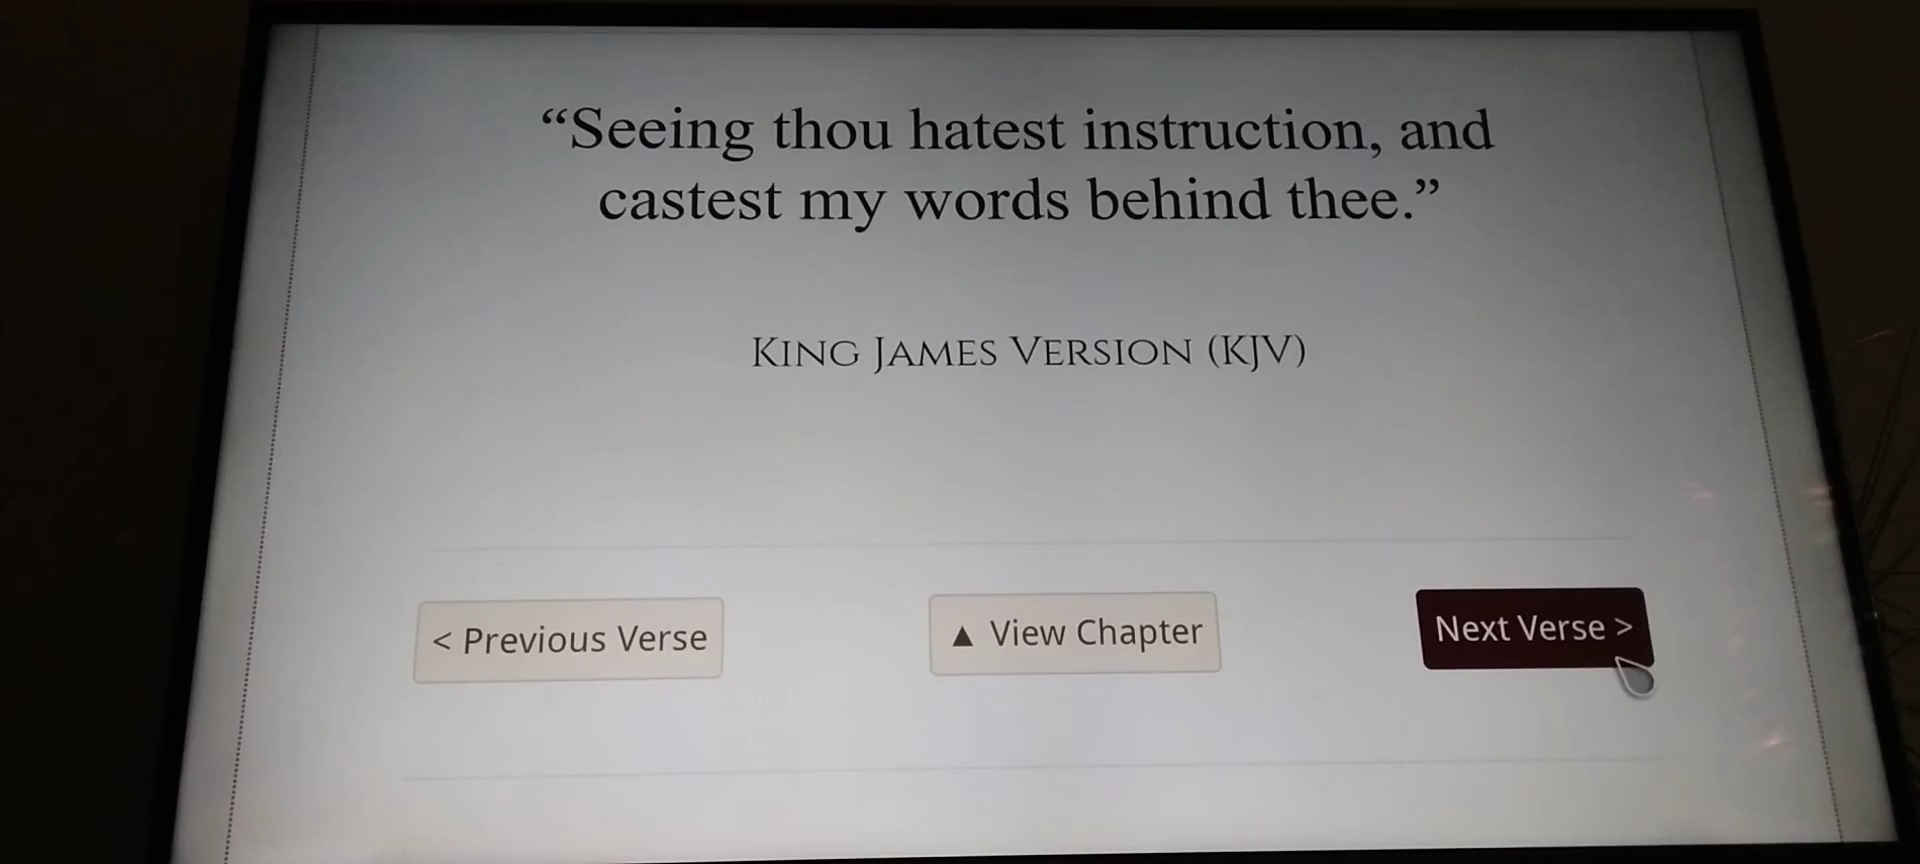 “Seeing thou hatest instruction, and
castest my words behind thee.”
King James Version (KJV)
< Previous Verse
▲ View Chapter
Next Verse >